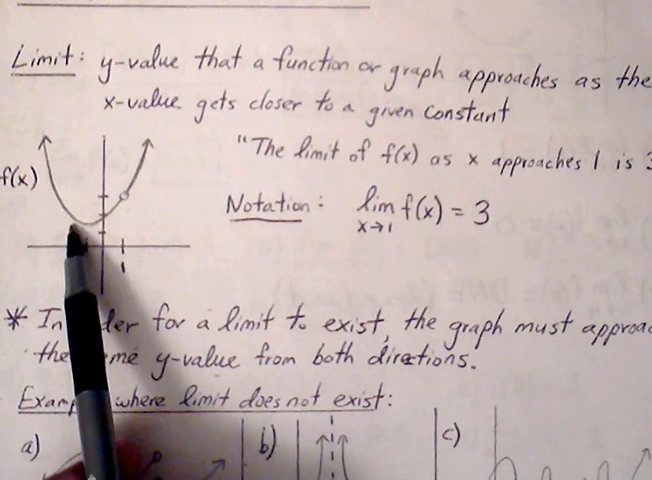 Limit: y-value that a function or graph approaches as the
x-value gets closer to a given constant
f(x)
"The limit of f(x) as x approaches 1 is 3
Notation: lim x→1 f(x) = 3
1
* In der for a limit to exist, the graph must approac
the me y-value from both directions.
Examp where limit does not exist:
a) b) c)